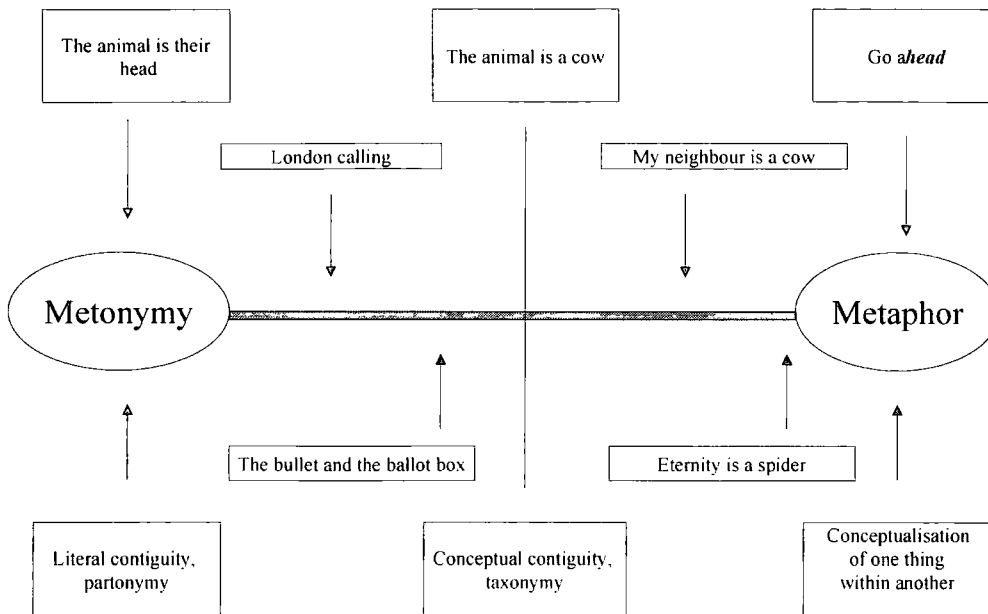 The animal is their
head
The animal is a cow
Go ahead
London calling
My neighbour is a cow
Metonymy
Metaphor
The bullet and the ballot box
Eternity is a spider
Literal contiguity,
partonymy
Conceptual contiguity,
taxonymy
Conceptualisation
of one thing
within another